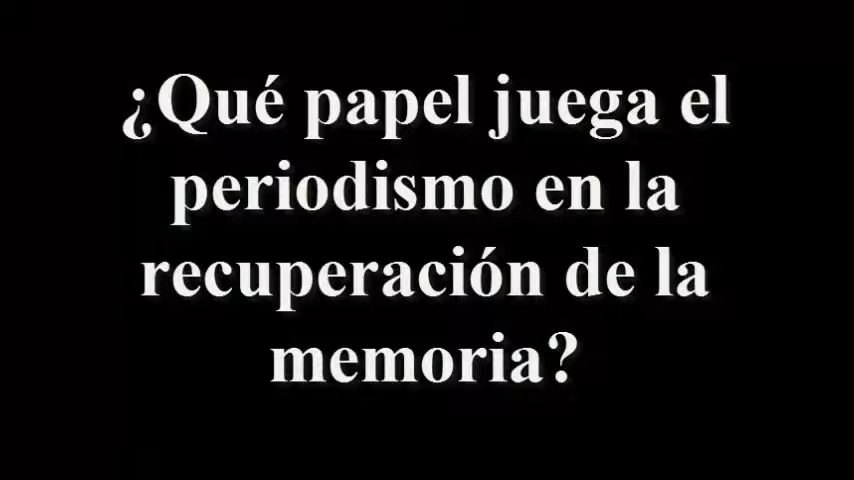 ¿Qué papel juega el
periodismo en la
recuperación de la
memoria?